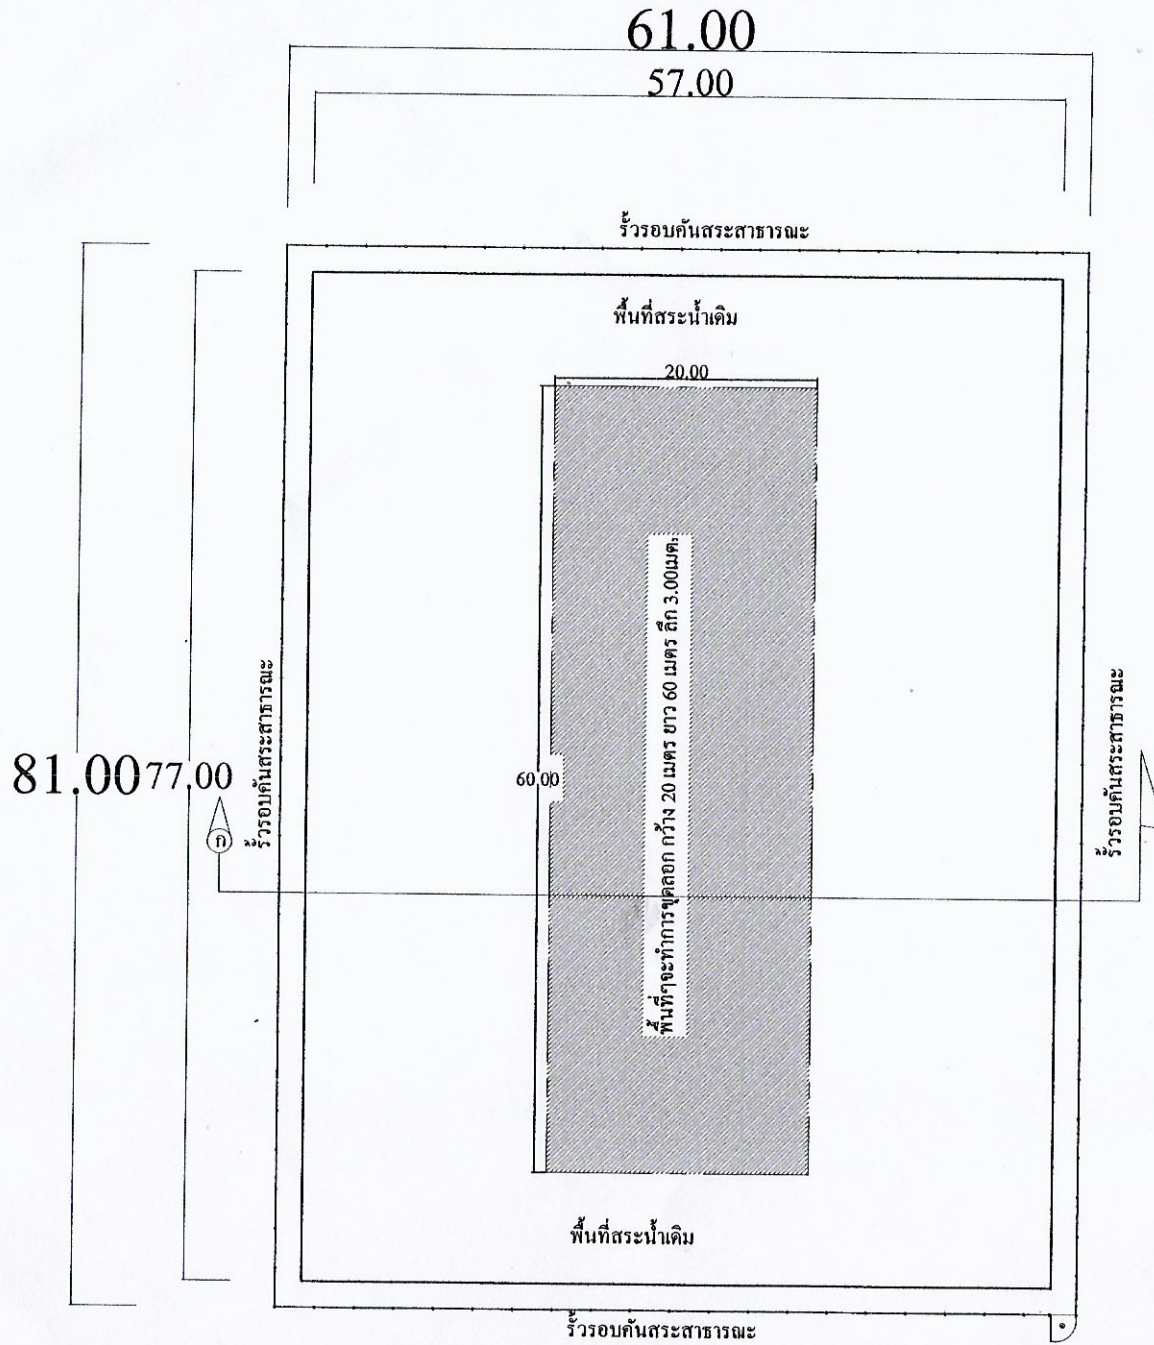 61.00
57.00
รั้วรอบคันสระสาธารณะ
พื้นที่สระน้ำเดิม
20.00
พื้นที่ๆจะทำการขุดลอก กว้าง 20 เมตร ยาว 60 เมตร ลึก 3.00เมตร
60.00
81.00
77.00
ก
รั้วรอบคันสระสาธารณะ
รั้วรอบคันสระสาธารณะ
พื้นที่สระน้ำเดิม
รั้วรอบคันสระสาธารณะ